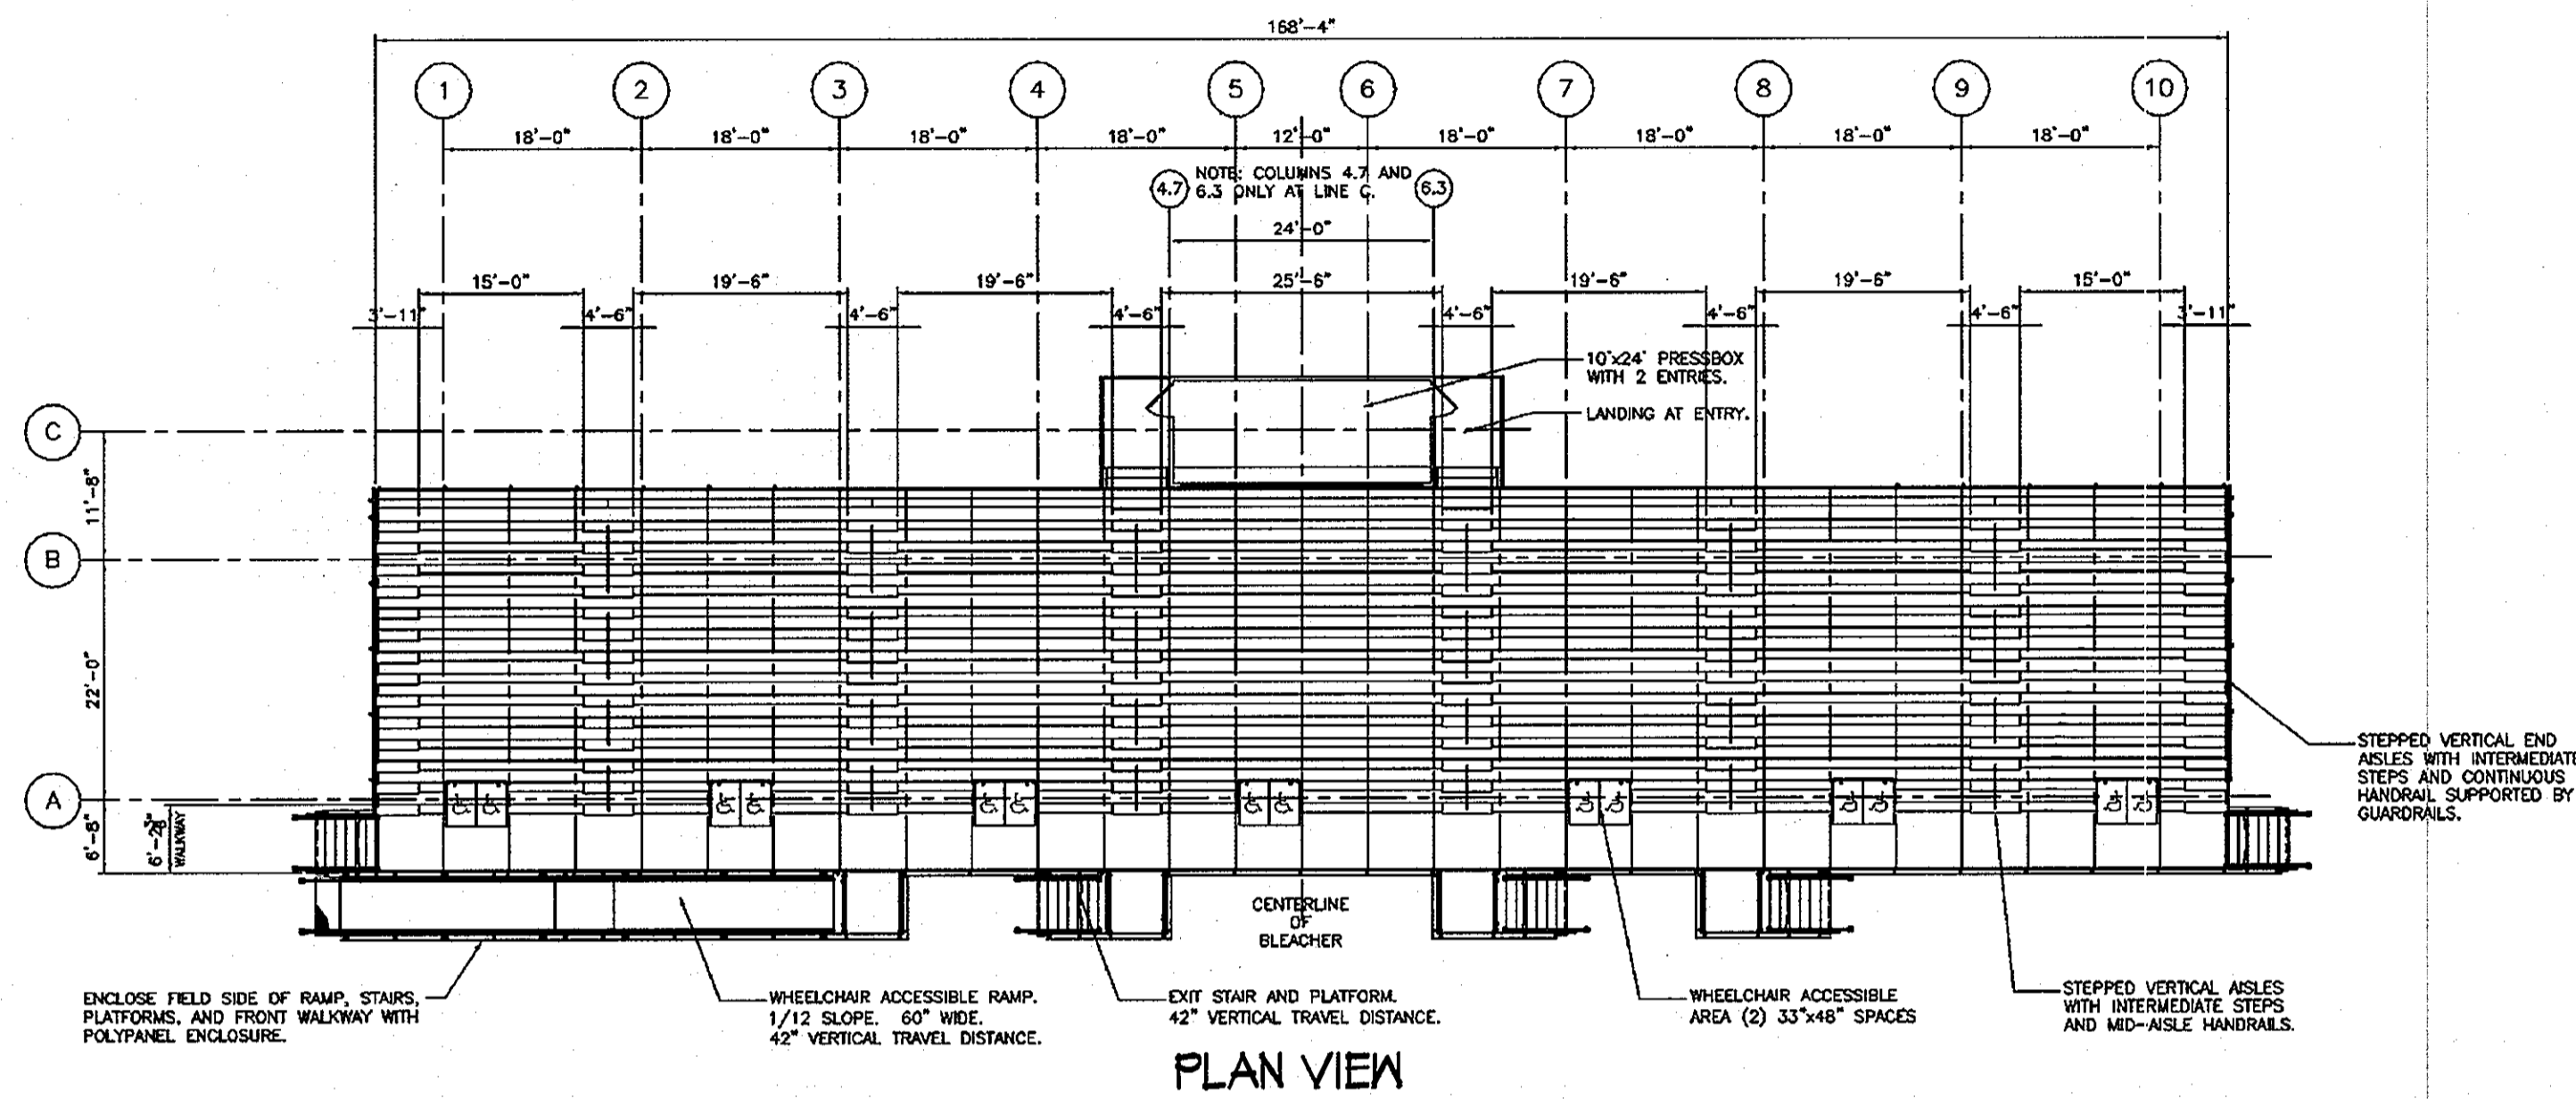 168'-4"
1 2 3 4 5 6 7 8 9 10
18'-0" 18'-0" 18'-0" 18'-0" 12'-0" 18'-0" 18'-0" 18'-0" 18'-0"
4.7 NOTE: COLUMNS 4.7 AND 6.3
6.3 ONLY AT LINE C.
24'-0"
15'-0" 19'-6" 19'-6" 25'-6" 19'-6" 19'-6" 15'-0"
3'-11" 4'-6" 4'-6" 4'-6" 4'-6" 4'-6" 4'-6" 3'-11"
10'x24' PRESSBOX
WITH 2 ENTRIES.
LANDING AT ENTRY.
C
11'-8"
B
22'-0"
A
6'-8"
WALKWAY
STEPPED VERTICAL END
AISLES WITH INTERMEDIATE
STEPS AND CONTINUOUS
HANDRAIL SUPPORTED BY
GUARDRAILS.
CENTERLINE
OF
BLEACHER
ENCLOSE FIELD SIDE OF RAMP, STAIRS,
PLATFORMS, AND FRONT WALKWAY WITH
POLYPANEL ENCLOSURE.
WHEELCHAIR ACCESSIBLE RAMP.
1/12 SLOPE. 60" WIDE.
42" VERTICAL TRAVEL DISTANCE.
EXIT STAIR AND PLATFORM.
42" VERTICAL TRAVEL DISTANCE.
WHEELCHAIR ACCESSIBLE
AREA (2) 33"x48" SPACES
STEPPED VERTICAL AISLES
WITH INTERMEDIATE STEPS
AND MID-AISLE HANDRAILS.
PLAN VIEW